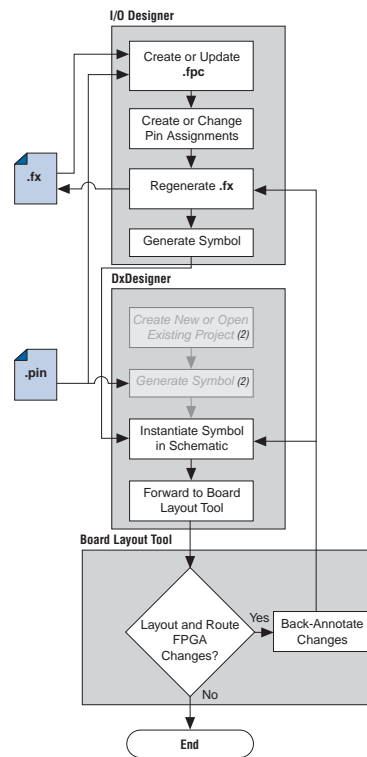 I/O Designer
Create or Update
.fpc
Create or Change
Pin Assignments
.fx
Regenerate .fx
Generate Symbol
DxDesigner
Create New or Open
Existing Project (2)
.pin
Generate Symbol (2)
Instantiate Symbol
in Schematic
Forward to Board
Layout Tool
Board Layout Tool
Layout and Route
FPGA
Changes?
Yes
Back-Annotate
Changes
No
End